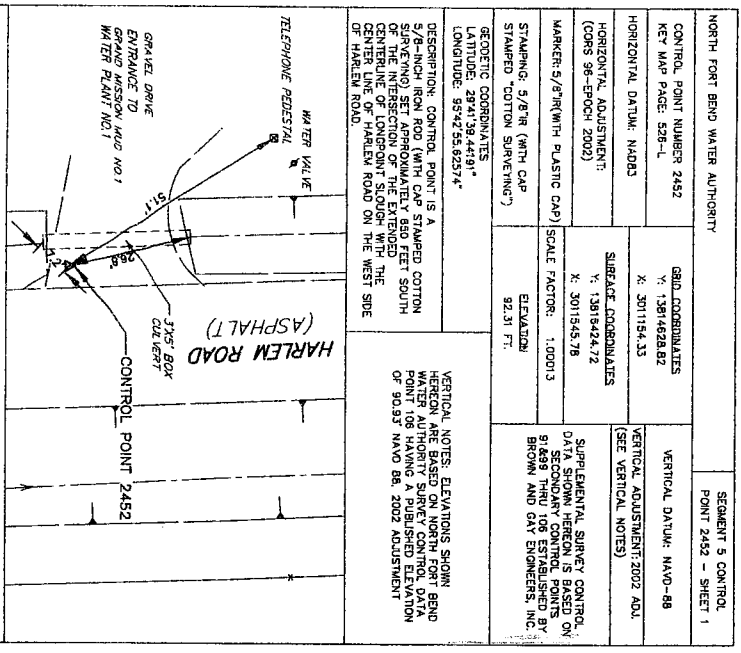 NORTH FORT BEND WATER AUTHORITY
SEGMENT 5 CONTROL
POINT 2452 - SHEET 1
CONTROL POINT NUMBER 2452
KEY MAP PAGE: 526-L
GRID COORDINATES
Y: 13814628.82
X: 3011154.33
VERTICAL DATUM: NAVD-88
HORIZONTAL DATUM: NAD83
VERTICAL ADJUSTMENT: 2002 ADJ.
(SEE VERTICAL NOTES)
HORIZONTAL ADJUSTMENT:
(CORS 96-EPOCH 2002)
SURFACE COORDINATES
Y: 13816424.72
X: 3011545.78
MARKER: 5/8"IR(WITH PLASTIC CAP)
SCALE FACTOR: 1.00013
SUPPLEMENTAL SURVEY CONTROL
DATA SHOWN HEREON IS BASED ON
SECONDARY CONTROL POINTS
91&99 THRU 106 ESTABLISHED BY
BROWN AND GAY ENGINEERS, INC.
STAMPING: 5/8"IR (WITH CAP
STAMPED "COTTON SURVEYING")
ELEVATION
92.31 FT.
GEODETIC COORDINATES
LATITUDE: 29°41'39.44191"
LONGITUDE: 95°42'55.62574"
DESCRIPTION: CONTROL POINT IS A
5/8-INCH IRON ROD (WITH CAP STAMPED COTTON
SURVEYING) SET APPROXIMATELY 650 FEET SOUTH
OF THE INTERSECTION OF THE EXTENDED
CENTERLINE OF LONGPOINT SLOUGH WITH THE
CENTER LINE OF HARLEM ROAD ON THE WEST SIDE
OF HARLEM ROAD.
VERTICAL NOTES: ELEVATIONS SHOWN
HEREON ARE BASED ON NORTH FORT BEND
WATER AUTHORITY SURVEY CONTROL DATA
POINT 106 HAVING A PUBLISHED ELEVATION
OF 90.93' NAVD 88, 2002 ADJUSTMENT
WATER VALVE
TELEPHONE PEDESTAL
51.1'
26.8'
7.2'
3'X5' BOX
CULVERT
GRAVEL DRIVE
ENTRANCE TO
GRAND MISSION MUD NO.1
WATER PLANT NO.1
HARLEM ROAD
(ASPHALT)
CONTROL POINT 2452